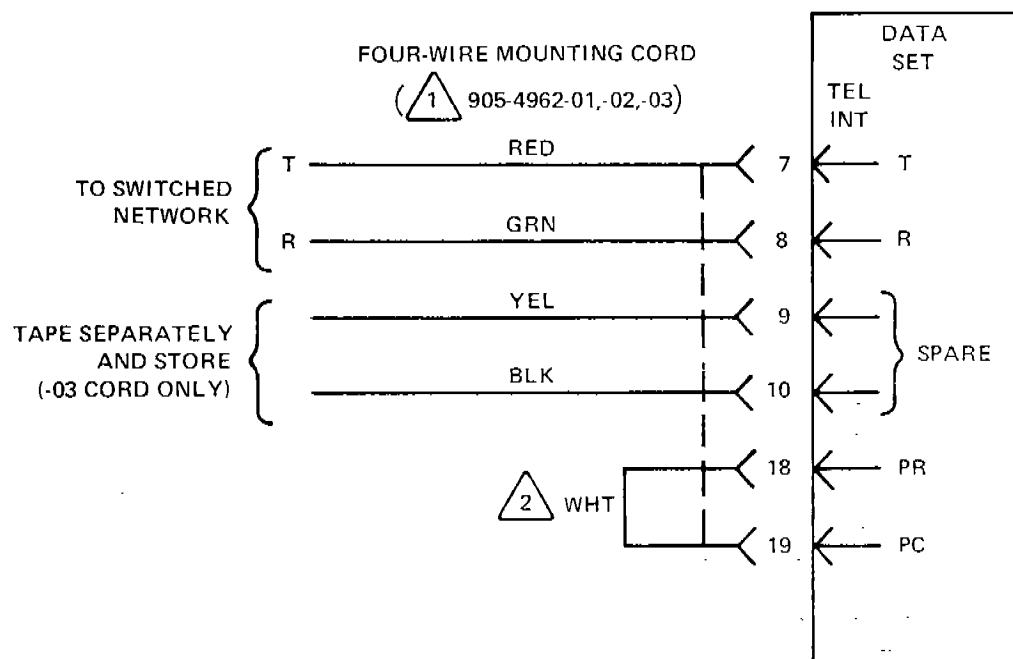 DATA
SET
FOUR-WIRE MOUNTING CORD
(1 905-4962-01,-02,-03)
TEL
INT
TO SWITCHED
NETWORK
T RED 7 T
R GRN 8 R
TAPE SEPARATELY
AND STORE
(-03 CORD ONLY)
YEL 9
BLK 10
SPARE
18 PR
2 WHT
19 PC